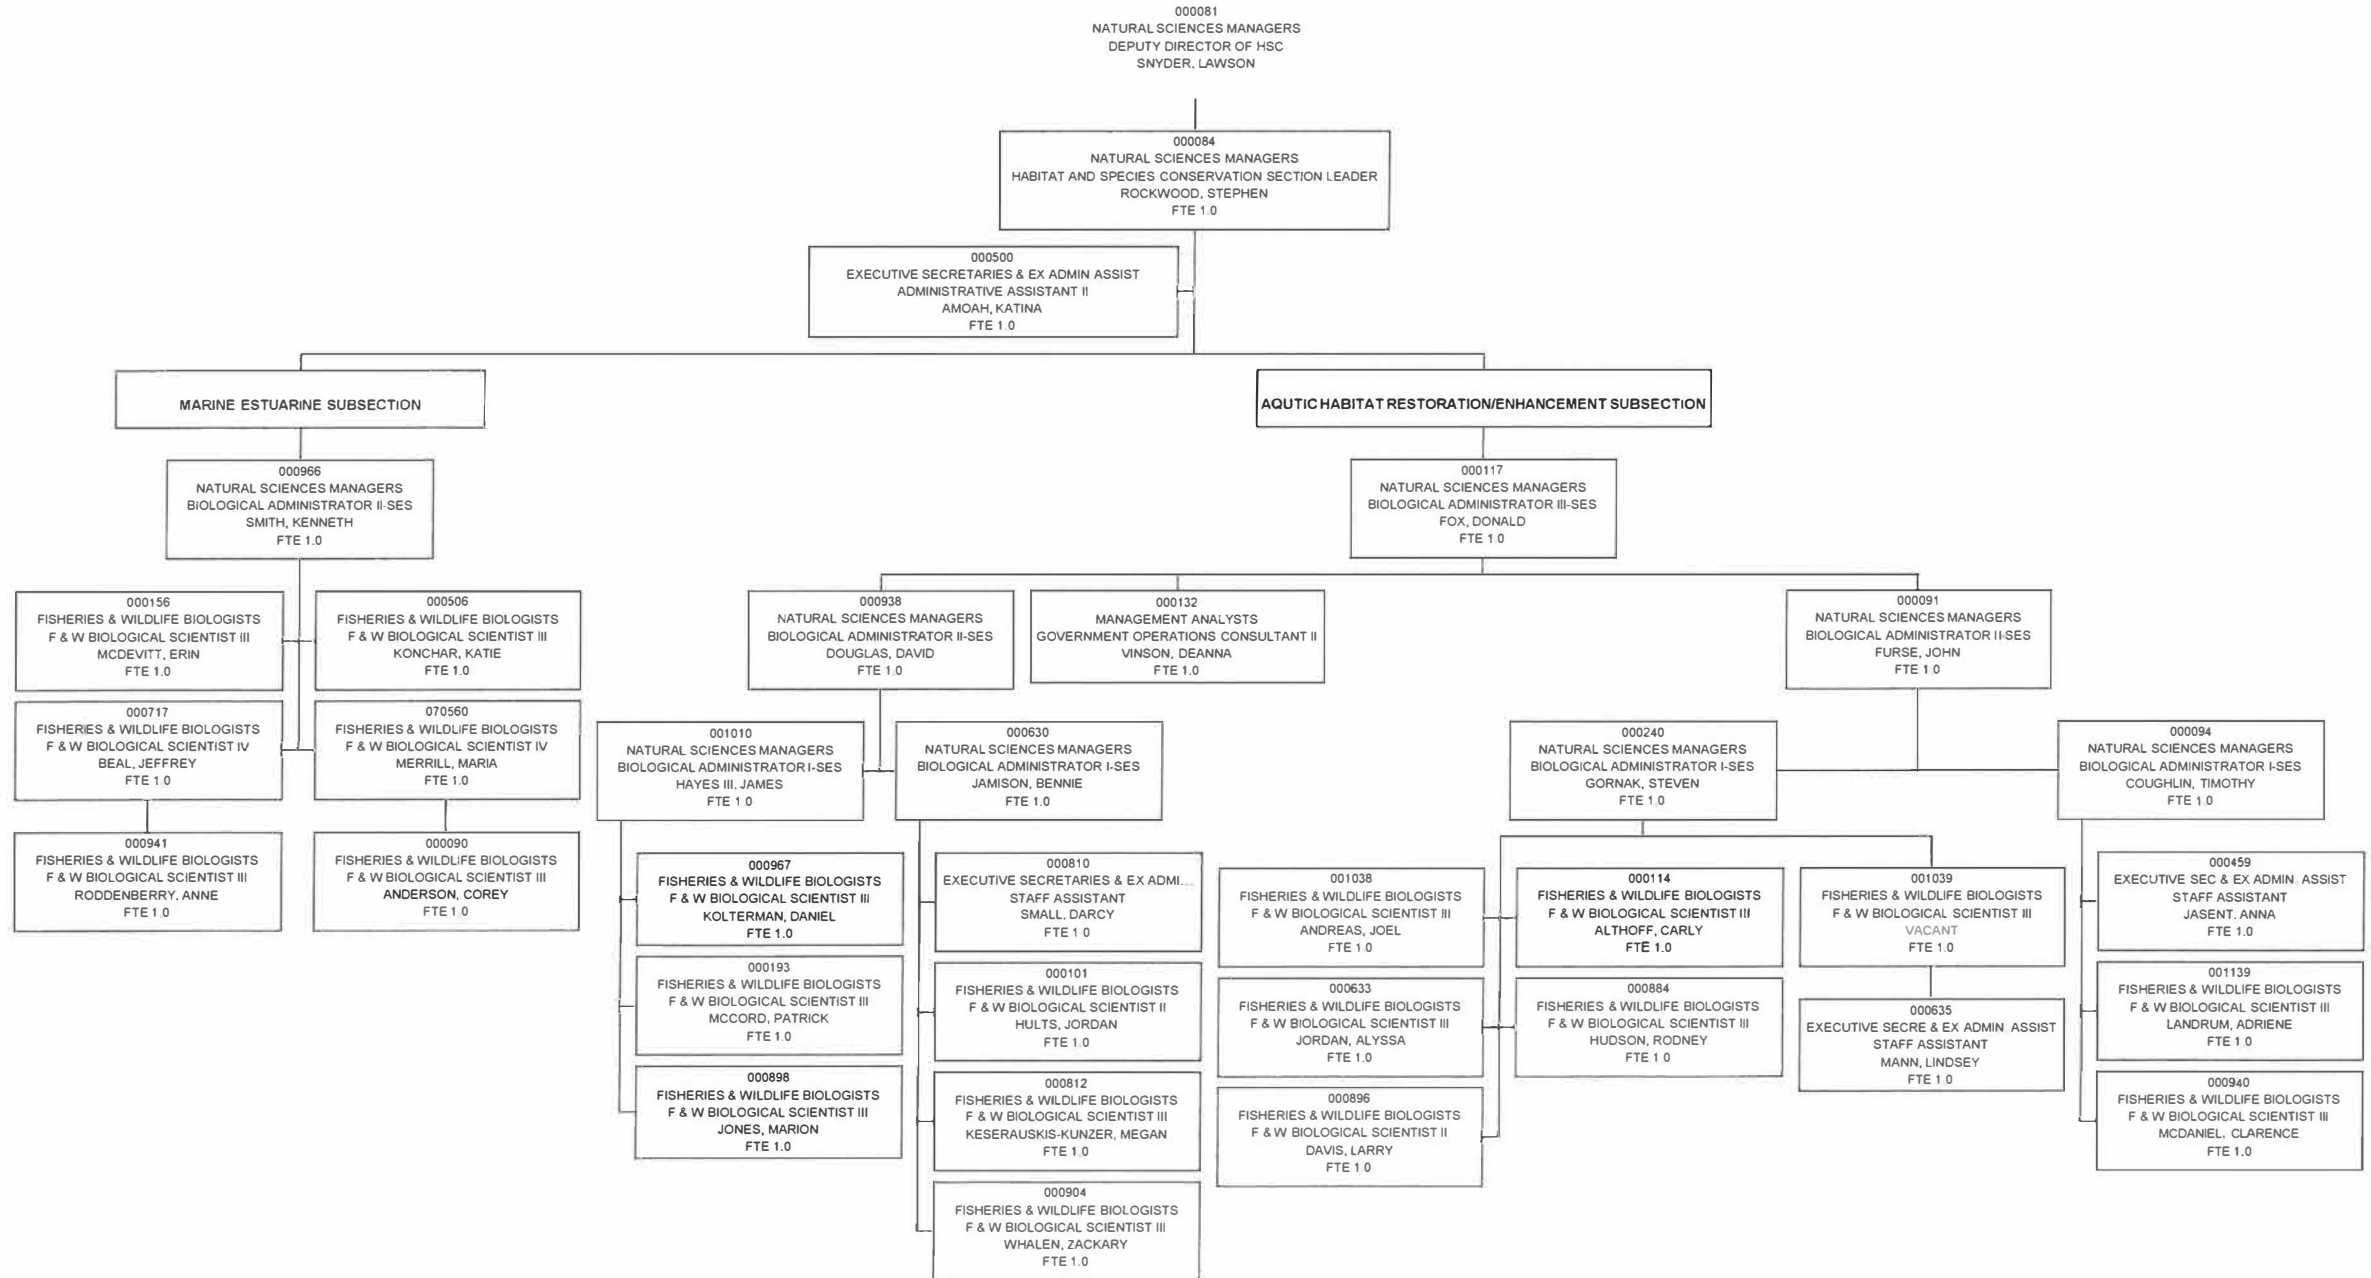 000081
NATURAL SCIENCES MANAGERS
DEPUTY DIRECTOR OF HSC
SNYDER, LAWSON
000084
NATURAL SCIENCES MANAGERS
HABITAT AND SPECIES CONSERVATION SECTION LEADER
ROCKWOOD, STEPHEN
FTE 1.0
000500
EXECUTIVE SECRETARIES & EX ADMIN ASSIST
ADMINISTRATIVE ASSISTANT II
AMOAH, KATINA
FTE 1.0
MARINE ESTUARINE SUBSECTION
AQUTIC HABITAT RESTORATION/ENHANCEMENT SUBSECTION
000966
NATURAL SCIENCES MANAGERS
BIOLOGICAL ADMINISTRATOR II-SES
SMITH, KENNETH
FTE 1.0
000117
NATURAL SCIENCES MANAGERS
BIOLOGICAL ADMINISTRATOR III-SES
FOX, DONALD
FTE 1.0
000156
FISHERIES & WILDLIFE BIOLOGISTS
F & W BIOLOGICAL SCIENTIST III
MCDEVITT, ERIN
FTE 1.0
000506
FISHERIES & WILDLIFE BIOLOGISTS
F & W BIOLOGICAL SCIENTIST III
KONCHAR, KATIE
FTE 1.0
000938
NATURAL SCIENCES MANAGERS
BIOLOGICAL ADMINISTRATOR II-SES
DOUGLAS, DAVID
FTE 1.0
000132
MANAGEMENT ANALYSTS
GOVERNMENT OPERATIONS CONSULTANT II
VINSON, DEANNA
FTE 1.0
000091
NATURAL SCIENCES MANAGERS
BIOLOGICAL ADMINISTRATOR II-SES
FURSE, JOHN
FTE 1.0
000717
FISHERIES & WILDLIFE BIOLOGISTS
F & W BIOLOGICAL SCIENTIST IV
BEAL, JEFFREY
FTE 1.0
070560
FISHERIES & WILDLIFE BIOLOGISTS
F & W BIOLOGICAL SCIENTIST IV
MERRILL, MARIA
FTE 1.0
001010
NATURAL SCIENCES MANAGERS
BIOLOGICAL ADMINISTRATOR I-SES
HAYES III, JAMES
FTE 1.0
000630
NATURAL SCIENCES MANAGERS
BIOLOGICAL ADMINISTRATOR I-SES
JAMISON, BENNIE
FTE 1.0
000240
NATURAL SCIENCES MANAGERS
BIOLOGICAL ADMINISTRATOR I-SES
GORNAK, STEVEN
FTE 1.0
000094
NATURAL SCIENCES MANAGERS
BIOLOGICAL ADMINISTRATOR I-SES
COUGHLIN, TIMOTHY
FTE 1.0
000941
FISHERIES & WILDLIFE BIOLOGISTS
F & W BIOLOGICAL SCIENTIST III
RODDENBERRY, ANNE
FTE 1.0
000090
FISHERIES & WILDLIFE BIOLOGISTS
F & W BIOLOGICAL SCIENTIST III
ANDERSON, COREY
FTE 1.0
000967
FISHERIES & WILDLIFE BIOLOGISTS
F & W BIOLOGICAL SCIENTIST III
KOLTERMAN, DANIEL
FTE 1.0
000193
FISHERIES & WILDLIFE BIOLOGISTS
F & W BIOLOGICAL SCIENTIST III
MCCORD, PATRICK
FTE 1.0
000898
FISHERIES & WILDLIFE BIOLOGISTS
F & W BIOLOGICAL SCIENTIST III
JONES, MARION
FTE 1.0
000810
EXECUTIVE SECRETARIES & EX ADMI...
STAFF ASSISTANT
SMALL, DARCY
FTE 1.0
000101
FISHERIES & WILDLIFE BIOLOGISTS
F & W BIOLOGICAL SCIENTIST II
HULTS, JORDAN
FTE 1.0
000812
FISHERIES & WILDLIFE BIOLOGISTS
F & W BIOLOGICAL SCIENTIST III
KESERAUSKIS-KUNZER, MEGAN
FTE 1.0
000904
FISHERIES & WILDLIFE BIOLOGISTS
F & W BIOLOGICAL SCIENTIST III
WHALEN, ZACKARY
FTE 1.0
001038
FISHERIES & WILDLIFE BIOLOGISTS
F & W BIOLOGICAL SCIENTIST III
ANDREAS, JOEL
FTE 1.0
000114
FISHERIES & WILDLIFE BIOLOGISTS
F & W BIOLOGICAL SCIENTIST III
ALTHOFF, CARLY
FTE 1.0
001039
FISHERIES & WILDLIFE BIOLOGISTS
F & W BIOLOGICAL SCIENTIST III
VACANT
FTE 1.0
000633
FISHERIES & WILDLIFE BIOLOGISTS
F & W BIOLOGICAL SCIENTIST III
JORDAN, ALYSSA
FTE 1.0
000884
FISHERIES & WILDLIFE BIOLOGISTS
F & W BIOLOGICAL SCIENTIST III
HUDSON, RODNEY
FTE 1.0
000635
EXECUTIVE SECRE & EX ADMIN. ASSIST
STAFF ASSISTANT
MANN, LINDSEY
FTE 1.0
000896
FISHERIES & WILDLIFE BIOLOGISTS
F & W BIOLOGICAL SCIENTIST II
DAVIS, LARRY
FTE 1.0
000459
EXECUTIVE SEC & EX ADMIN. ASSIST
STAFF ASSISTANT
JASENT, ANNA
FTE 1.0
001139
FISHERIES & WILDLIFE BIOLOGISTS
F & W BIOLOGICAL SCIENTIST III
LANDRUM, ADRIENE
FTE 1.0
000940
FISHERIES & WILDLIFE BIOLOGISTS
F & W BIOLOGICAL SCIENTIST III
MCDANIEL, CLARENCE
FTE 1.0